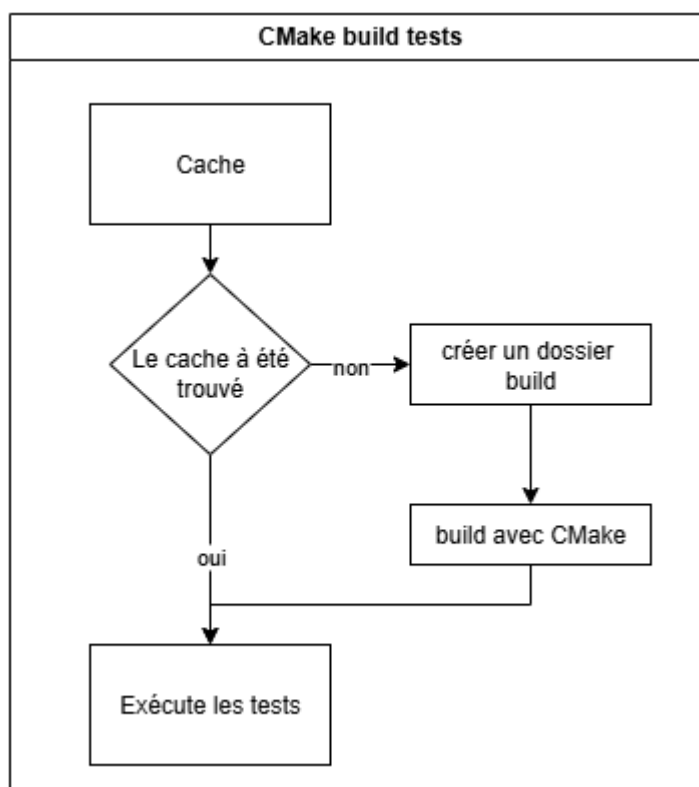 CMake build tests
Cache
Le cache à été
trouvé
non
créer un dossier
build
build avec CMake
oui
Exécute les tests